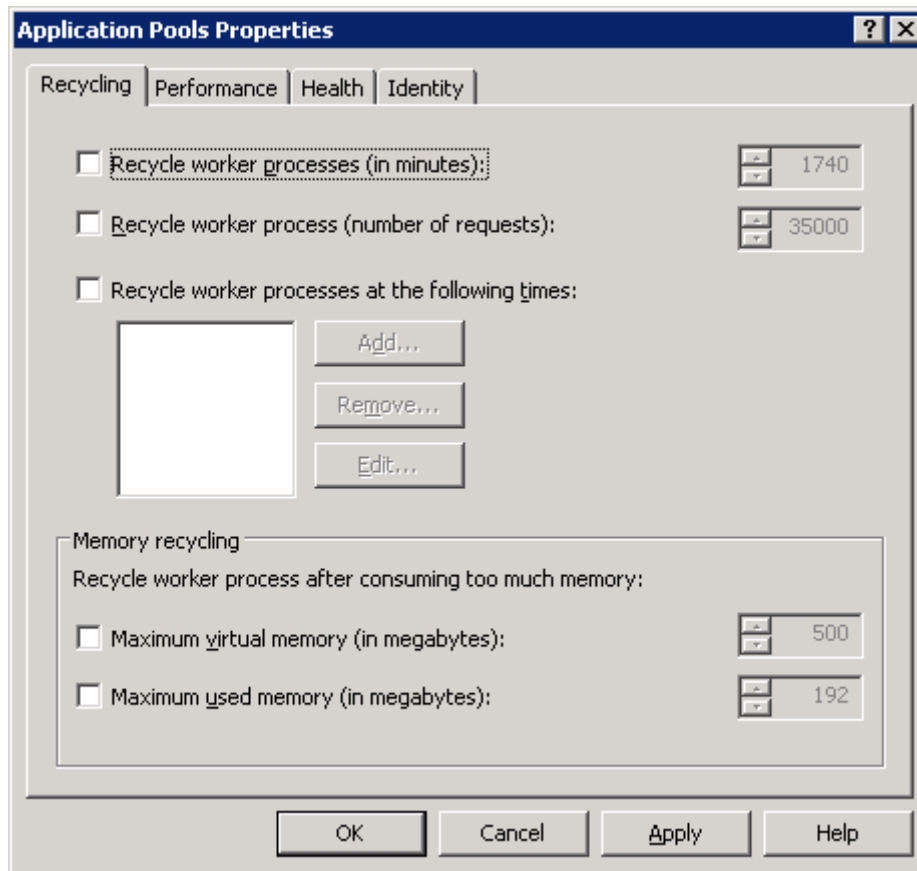 Application Pools Properties
Recycling Performance Health Identity
Recycle worker processes (in minutes): 1740
Recycle worker process (number of requests): 35000
Recycle worker processes at the following times:
Add...
Remove...
Edit...
Memory recycling
Recycle worker process after consuming too much memory:
Maximum virtual memory (in megabytes): 500
Maximum used memory (in megabytes): 192
OK Cancel Apply Help